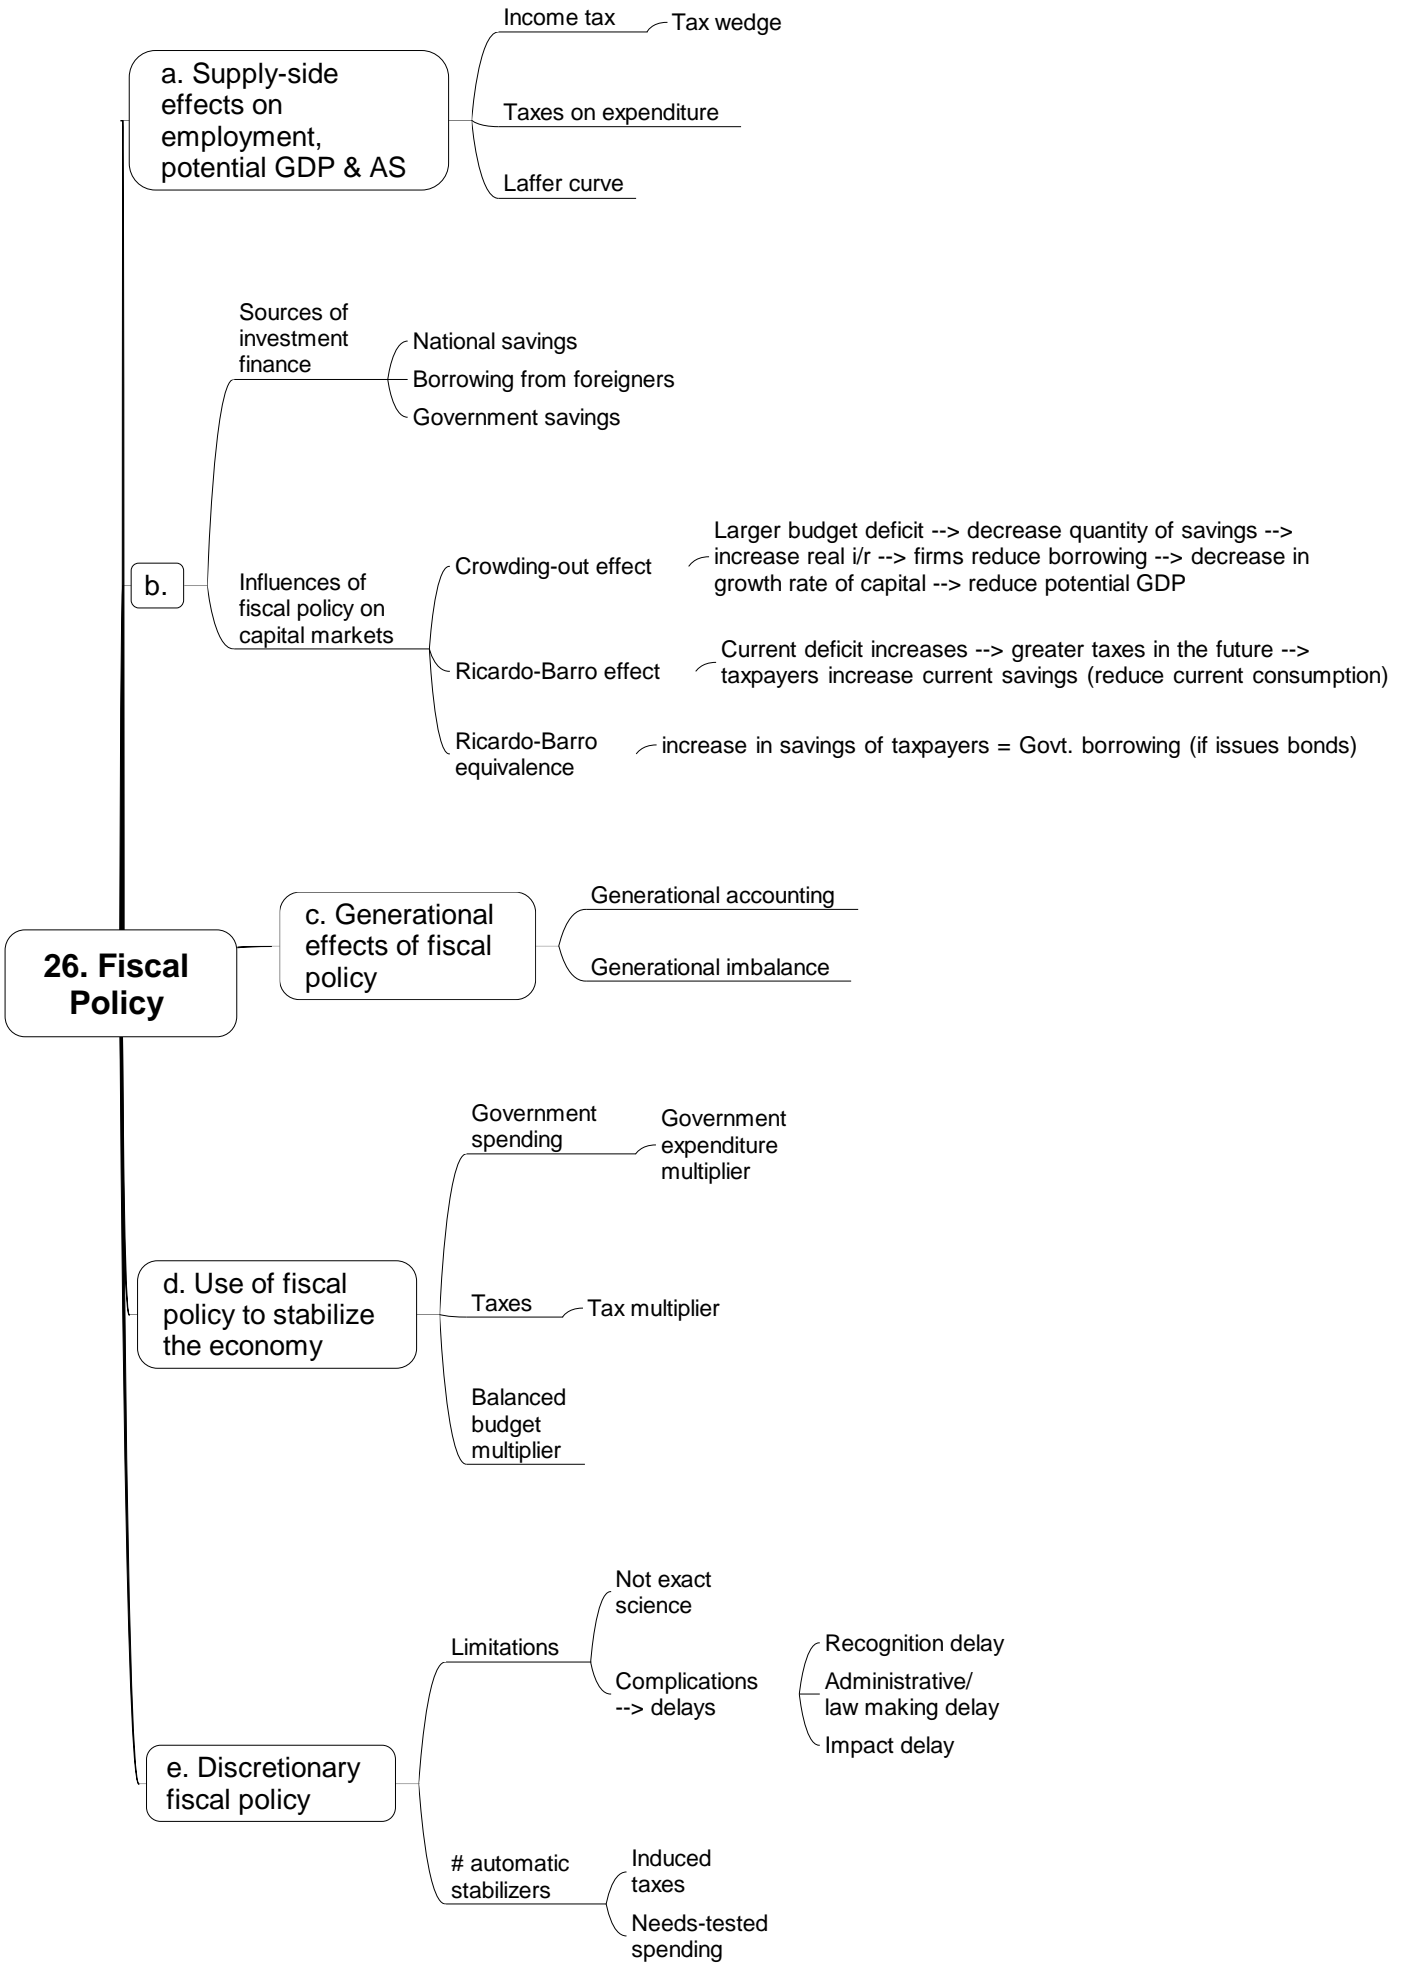 26. Fiscal
Policy
a. Supply-side
effects on
employment,
potential GDP & AS
Income tax
Tax wedge
Taxes on expenditure
Laffer curve
b.
Sources of
investment
finance
National savings
Borrowing from foreigners
Government savings
Influences of
fiscal policy on
capital markets
Crowding-out effect
Larger budget deficit --> decrease quantity of savings -->
increase real i/r --> firms reduce borrowing --> decrease in
growth rate of capital --> reduce potential GDP
Ricardo-Barro effect
Current deficit increases --> greater taxes in the future -->
taxpayers increase current savings (reduce current consumption)
Ricardo-Barro
equivalence
increase in savings of taxpayers = Govt. borrowing (if issues bonds)
c. Generational
effects of fiscal
policy
Generational accounting
Generational imbalance
d. Use of fiscal
policy to stabilize
the economy
Government
spending
Government
expenditure
multiplier
Taxes
Tax multiplier
Balanced
budget
multiplier
e. Discretionary
fiscal policy
Limitations
Not exact
science
Complications
--> delays
Recognition delay
Administrative/
law making delay
Impact delay
# automatic
stabilizers
Induced
taxes
Needs-tested
spending